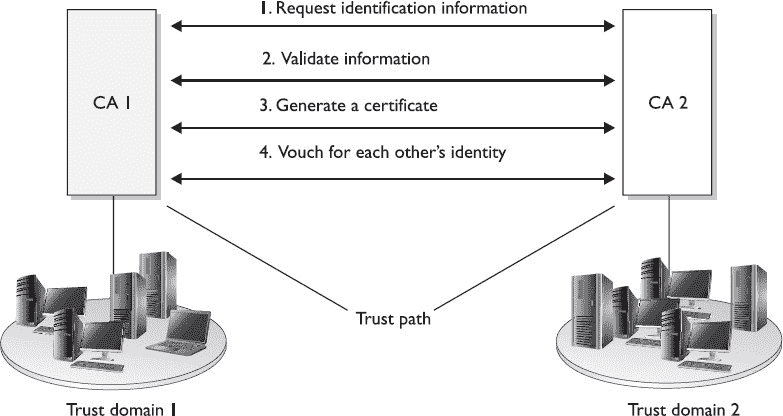 1. Request identification information
2. Validate information
CA 1
3. Generate a certificate
CA 2
4. Vouch for each other's identity
Trust path
Trust domain 1
Trust domain 2